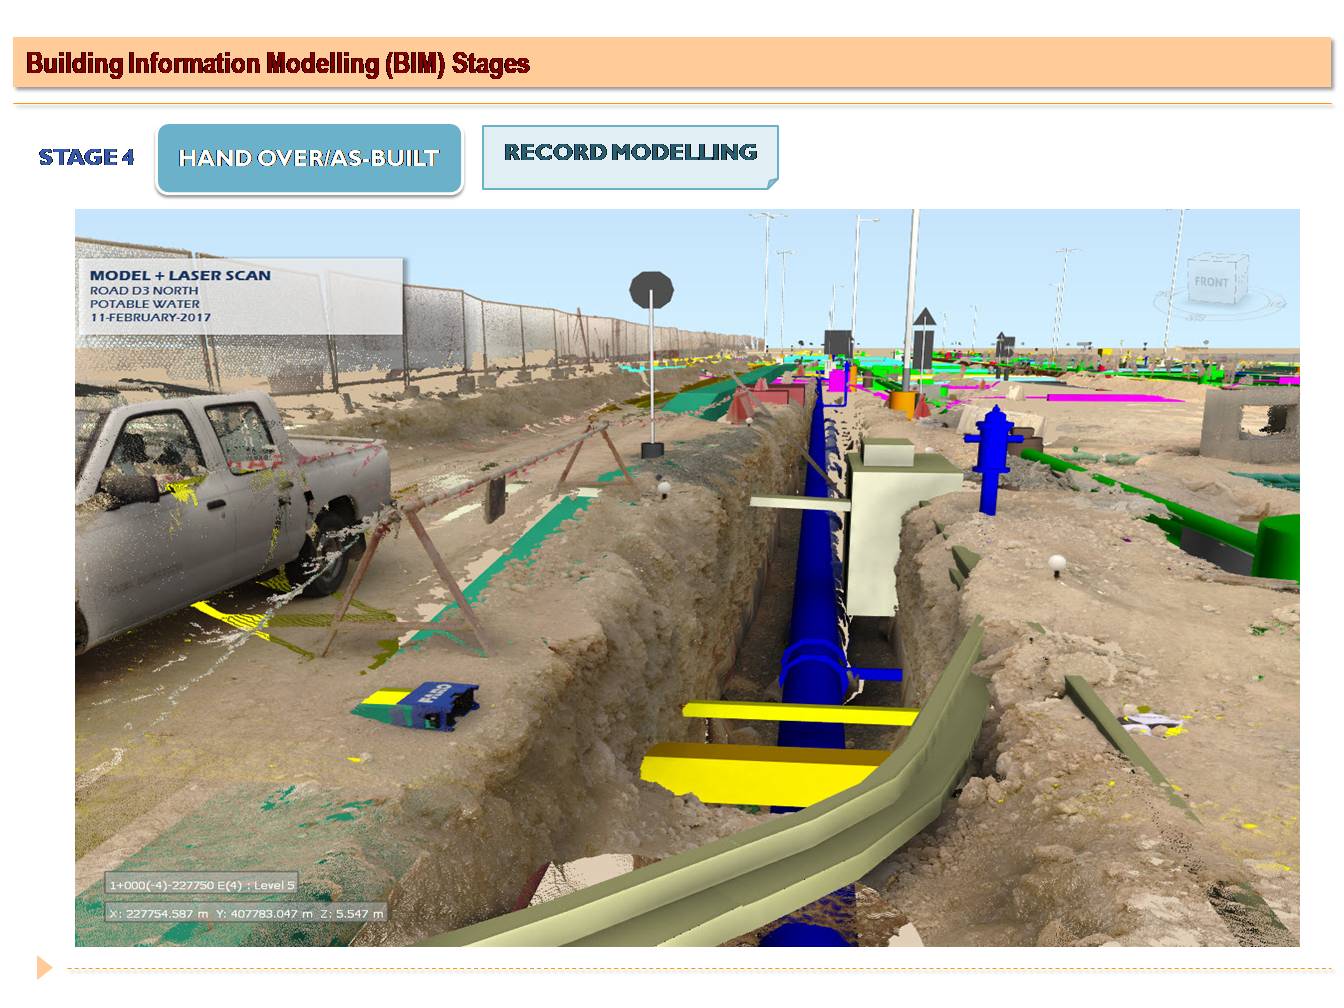 Building Information Modelling (BIM) Stages
STAGE 4
HAND OVER/AS-BUILT
RECORD MODELLING
MODEL + LASER SCAN
ROAD D3 NORTH
POTABLE WATER
11-FEBRUARY-2017
FRONT
FARO
1+000(-4)-227750 E(4) : Level 5
X: 227754.587 m Y: 407783.047 m Z: 5.547 m